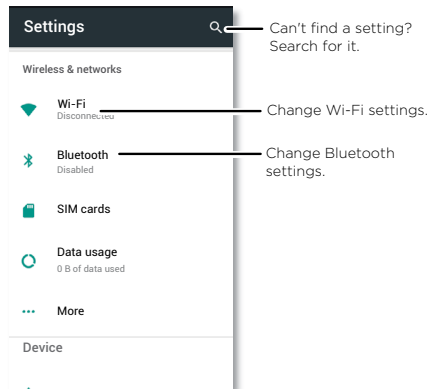 Settings
Can't find a setting?
Search for it.
Wireless & networks
Wi-Fi
Disconnected
Change Wi-Fi settings.
Bluetooth
Disabled
Change Bluetooth
settings.
SIM cards
Data usage
0 B of data used
More
Device